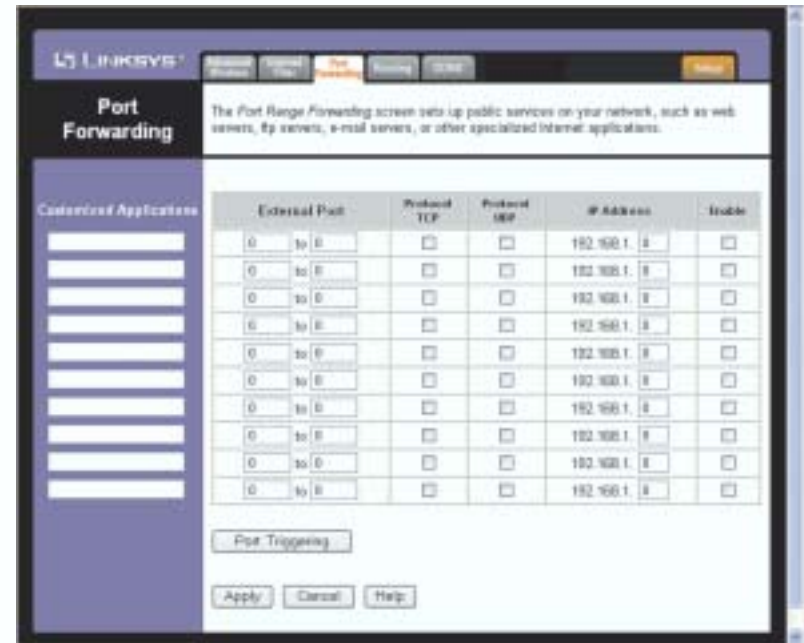 LINKSYS®
Advanced Wireless
Port Forwarding
Routing
DDNS
Setup
Port Forwarding
The Port Range Forwarding screen sets up public services on your network, such as web
servers, ftp servers, e-mail servers, or other specialized Internet applications.
Customized Applications
External Port
Protocol TCP
Protocol UDP
IP Address
Enable
0 to 0 192.168.1. 0
0 to 0 192.168.1. 0
0 to 0 192.168.1. 0
0 to 0 192.168.1. 0
0 to 0 192.168.1. 0
0 to 0 192.168.1. 0
0 to 0 192.168.1. 0
0 to 0 192.168.1. 0
0 to 0 192.168.1. 0
0 to 0 192.168.1. 0
Port Triggering
Apply Cancel Help